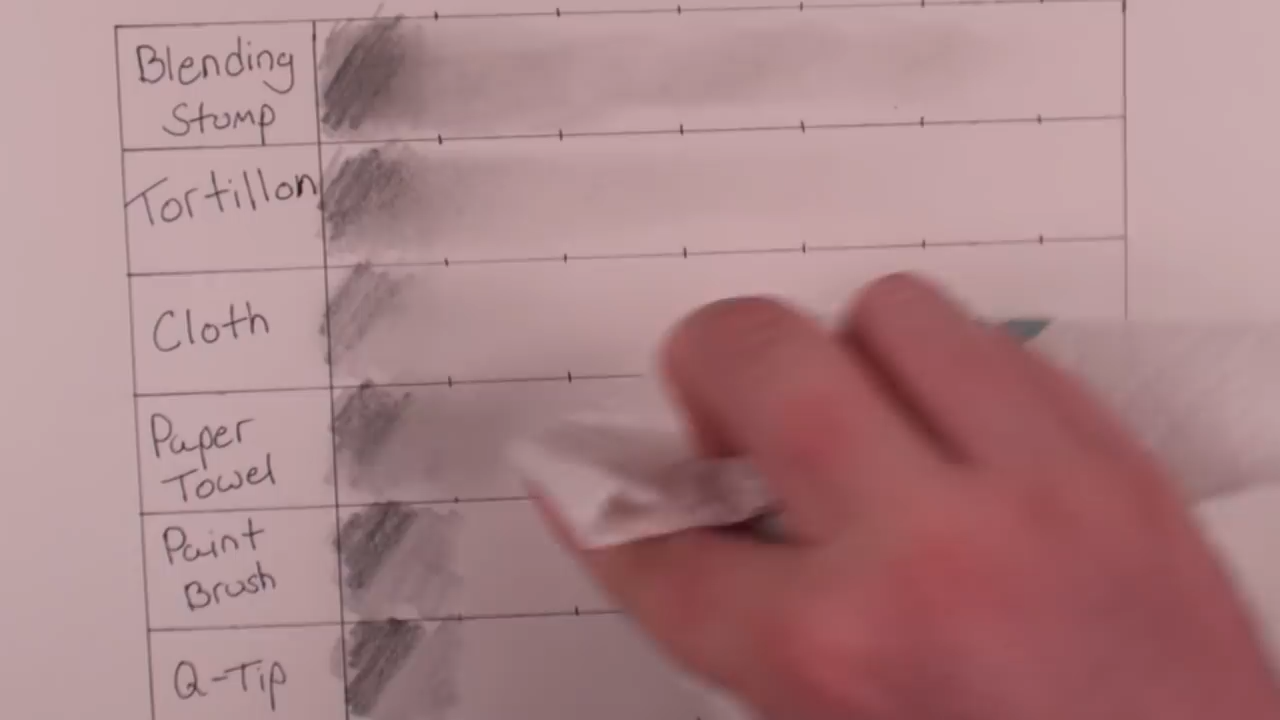 Blending
Stump
Tortillon
Cloth
Paper
Towel
Paint
Brush
Q-Tip